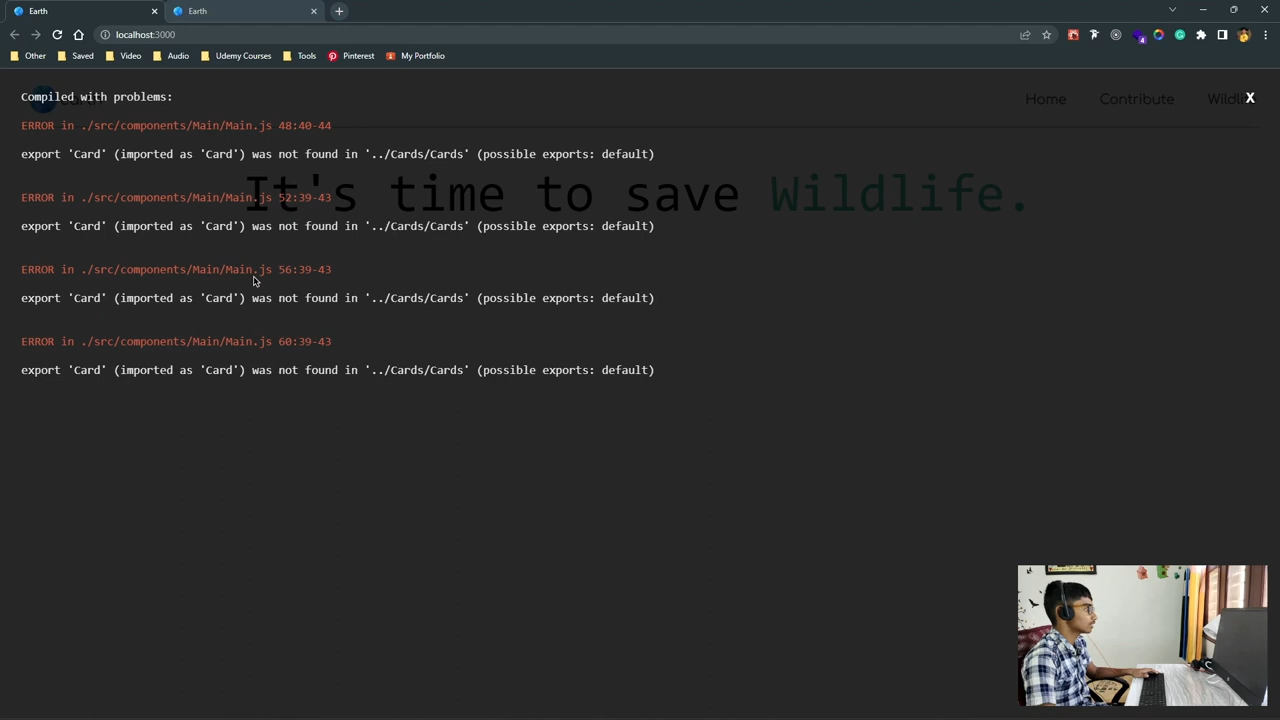 Earth
Earth
localhost:3000
4
Other
Saved
Video
Audio
Udemy Courses
Tools
Pinterest
My Portfolio
Compiled with problems:
X
Home
Contribute
ERROR in ./src/components/Main/Main.js 48:40-44
export 'Card' (imported as 'Card') was not found in '../Cards/Cards' (possible exports: default)
It's time to save Wildlife.
ERROR in ./src/components/Main/Main.js 52:39-43
export 'Card' (imported as 'Card') was not found in '../Cards/Cards' (possible exports: default)
ERROR in ./src/components/Main/Main.js 56:39-43
export 'Card' (imported as 'Card') was not found in '../Cards/Cards' (possible exports: default)
ERROR in ./src/components/Main/Main.js 60:39-43
export 'Card' (imported as 'Card') was not found in '../Cards/Cards' (possible exports: default)